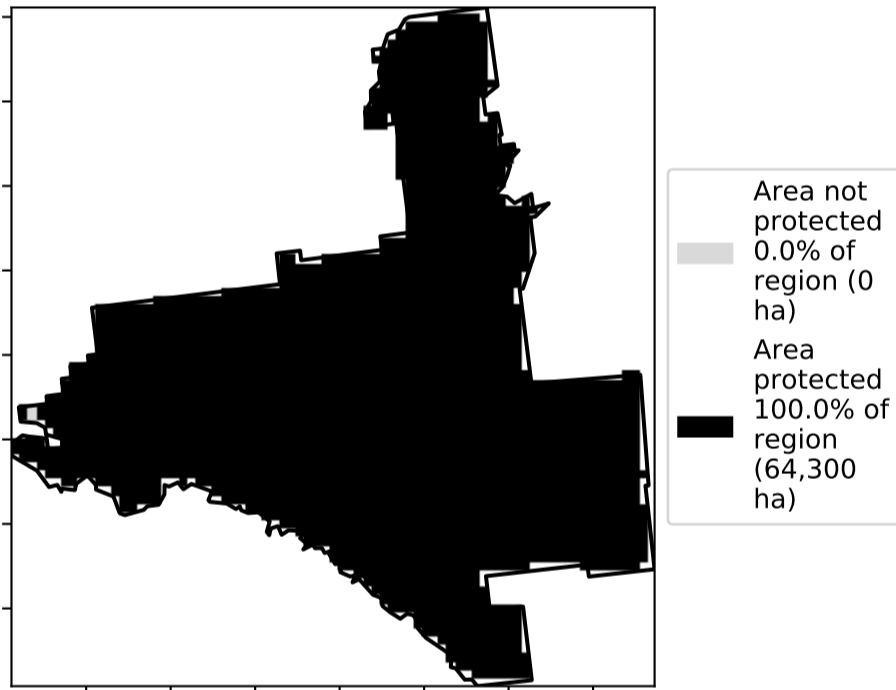 Area not
protected
0.0% of
region (0
ha)
Area
protected
100.0% of
region
(64,300
ha)